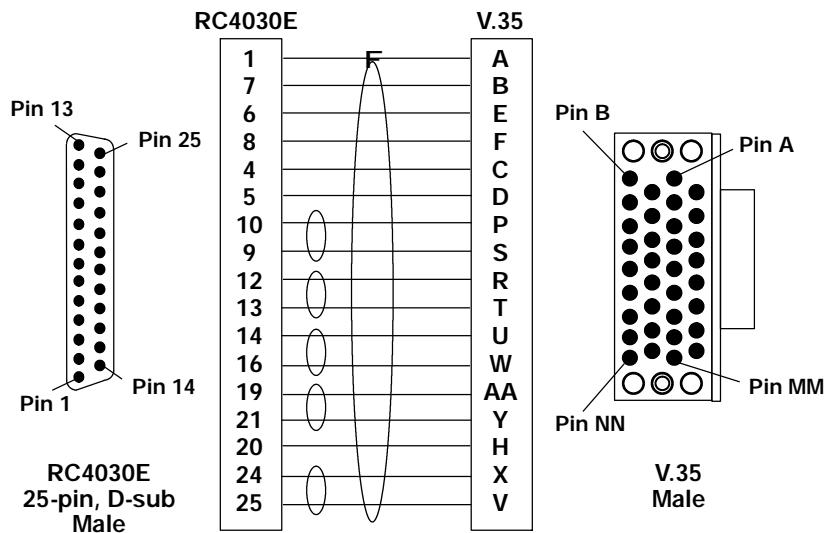 RC4030E V.35
1 F A
7 B
6 E
8 F
4 C
5 D
10 P
9 S
12 R
13 T
14 U
16 W
19 AA
21 Y
20 H
24 X
25 V
Pin 13
Pin 25
Pin 1
Pin 14
RC4030E
25-pin, D-sub
Male
Pin B
Pin A
Pin NN
Pin MM
V.35
Male